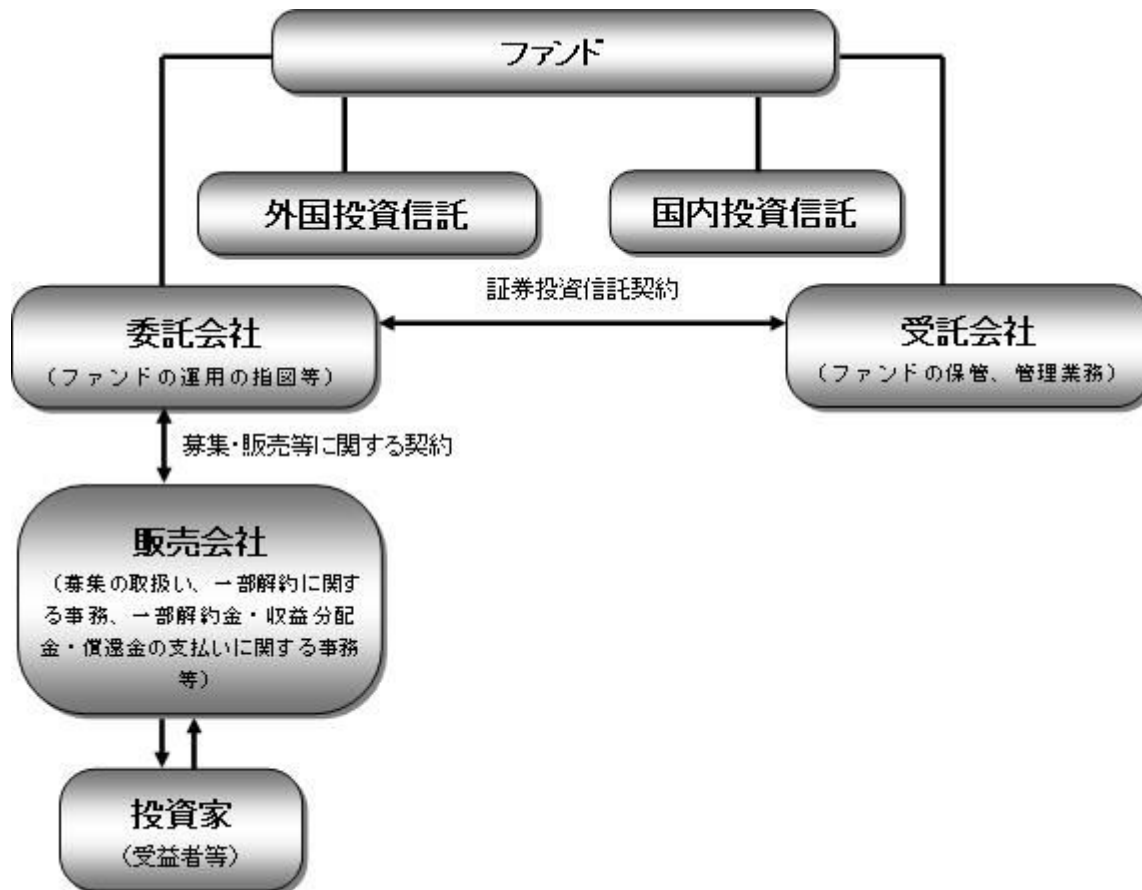 ファンド
外国投資信託
国内投資信託
証券投資信託契約
委託会社
（ファンドの運用の指図等）
受託会社
（ファンドの保管、管理業務）
募集・販売等に関する契約
販売会社
（募集の取扱い、一部解約に関す
る事務、一部解約金・収益分配
金・償還金の支払いに関する事務
等）
投資家
（受益者等）